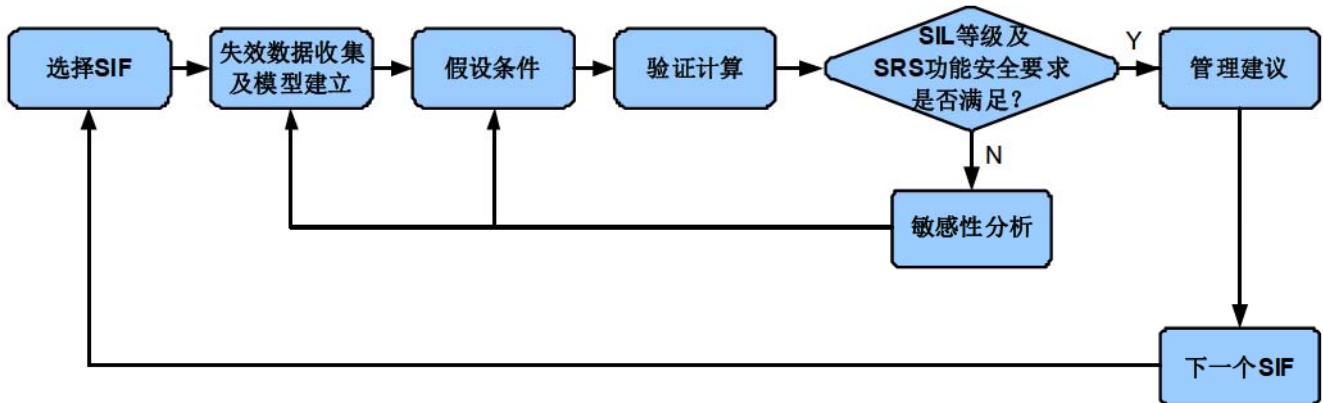 选择SIF
失效数据收集
及模型建立
假设条件
验证计算
SIL等级及
SRS功能安全要求
是否满足？
Y
管理建议
N
敏感性分析
下一个SIF